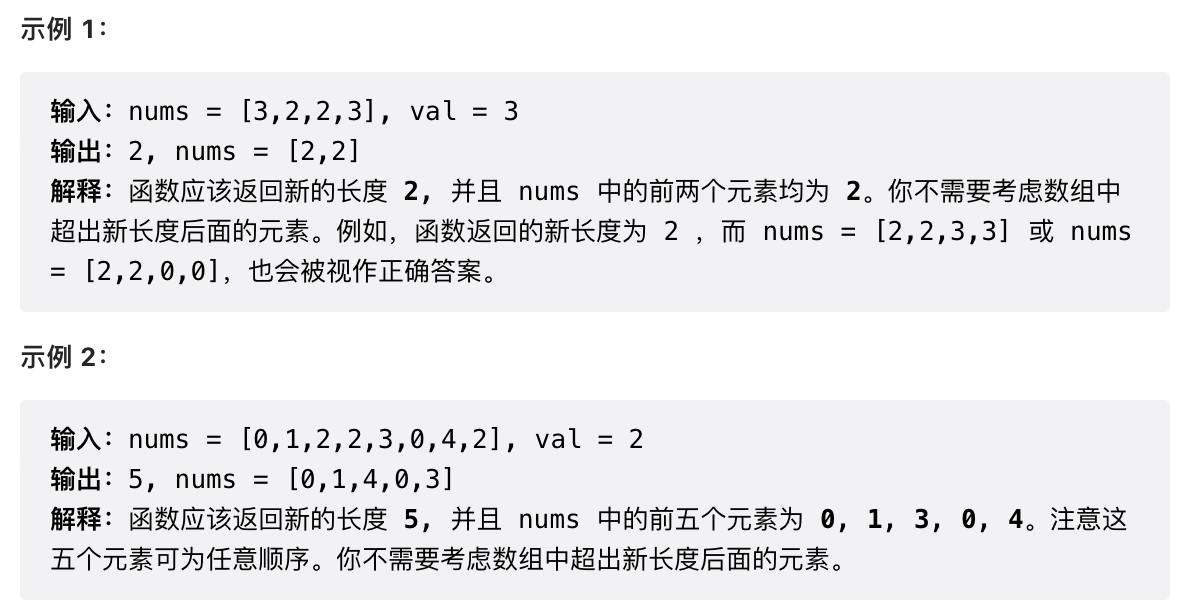 示例 1：
输入：nums = [3,2,2,3], val = 3
输出：2, nums = [2,2]
解释：函数应该返回新的长度 2, 并且 nums 中的前两个元素均为 2。你不需要考虑数组中
超出新长度后面的元素。例如，函数返回的新长度为 2 ，而 nums = [2,2,3,3] 或 nums
= [2,2,0,0]，也会被视作正确答案。
示例 2：
输入：nums = [0,1,2,2,3,0,4,2], val = 2
输出：5, nums = [0,1,4,0,3]
解释：函数应该返回新的长度 5, 并且 nums 中的前五个元素为 0, 1, 3, 0, 4。注意这
五个元素可为任意顺序。你不需要考虑数组中超出新长度后面的元素。